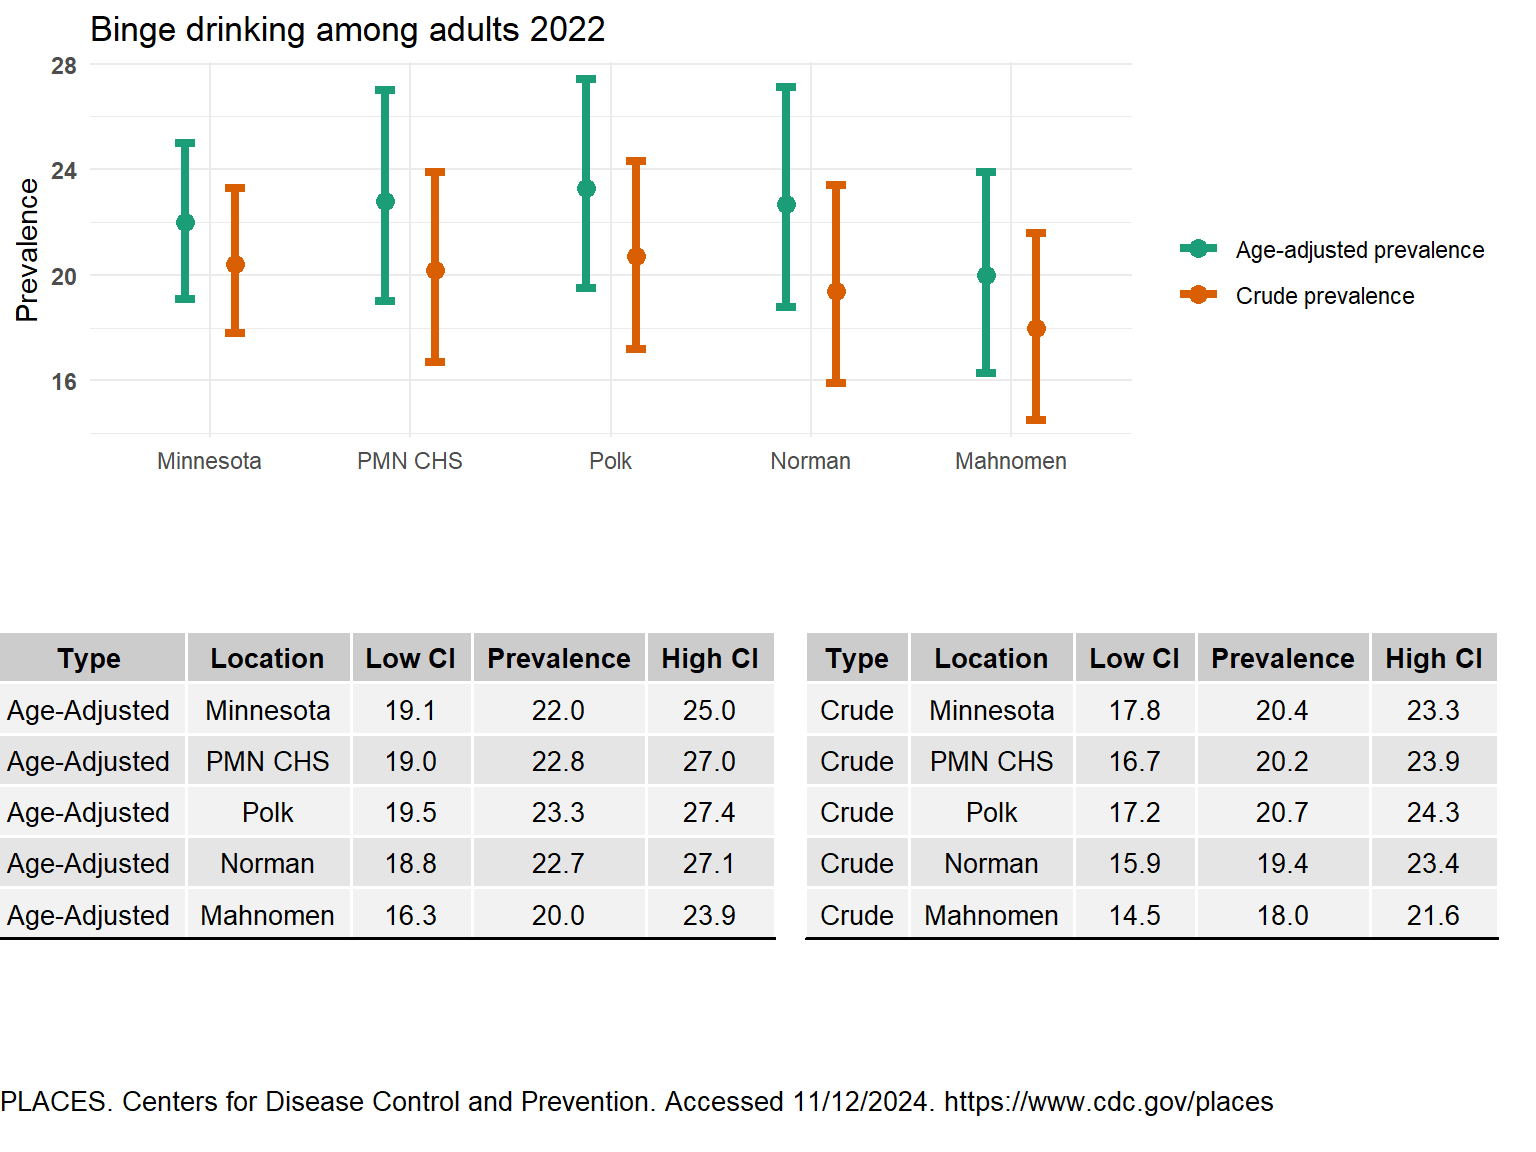 Binge drinking among adults 2022
28
24
20
16
Prevalence
Minnesota PMN CHS Polk Norman Mahnomen
Age-adjusted prevalence
Crude prevalence
Type Location Low CI Prevalence High CI
Age-Adjusted Minnesota 19.1 22.0 25.0
Age-Adjusted PMN CHS 19.0 22.8 27.0
Age-Adjusted Polk 19.5 23.3 27.4
Age-Adjusted Norman 18.8 22.7 27.1
Age-Adjusted Mahnomen 16.3 20.0 23.9
Type Location Low CI Prevalence High CI
Crude Minnesota 17.8 20.4 23.3
Crude PMN CHS 16.7 20.2 23.9
Crude Polk 17.2 20.7 24.3
Crude Norman 15.9 19.4 23.4
Crude Mahnomen 14.5 18.0 21.6
PLACES. Centers for Disease Control and Prevention. Accessed 11/12/2024. https://www.cdc.gov/places